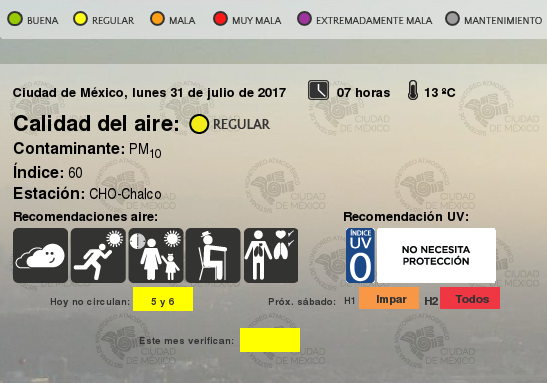 BUENA REGULAR MALA MUY MALA EXTREMADAMENTE MALA MANTENIMIENTO
Ciudad de México, lunes 31 de julio de 2017 07 horas 13 ºC
Calidad del aire: REGULAR
Contaminante: PM10
Índice: 60
Estación: CHO-Chalco
Recomendaciones aire: Recomendación UV:
ÍNDICE UV 0
NO NECESITA
PROTECCIÓN
Hoy no circulan: 5 y 6 Próx. sábado: H1 Impar H2 Todos
Este mes verifican:
CIUDAD DE MÉXICO